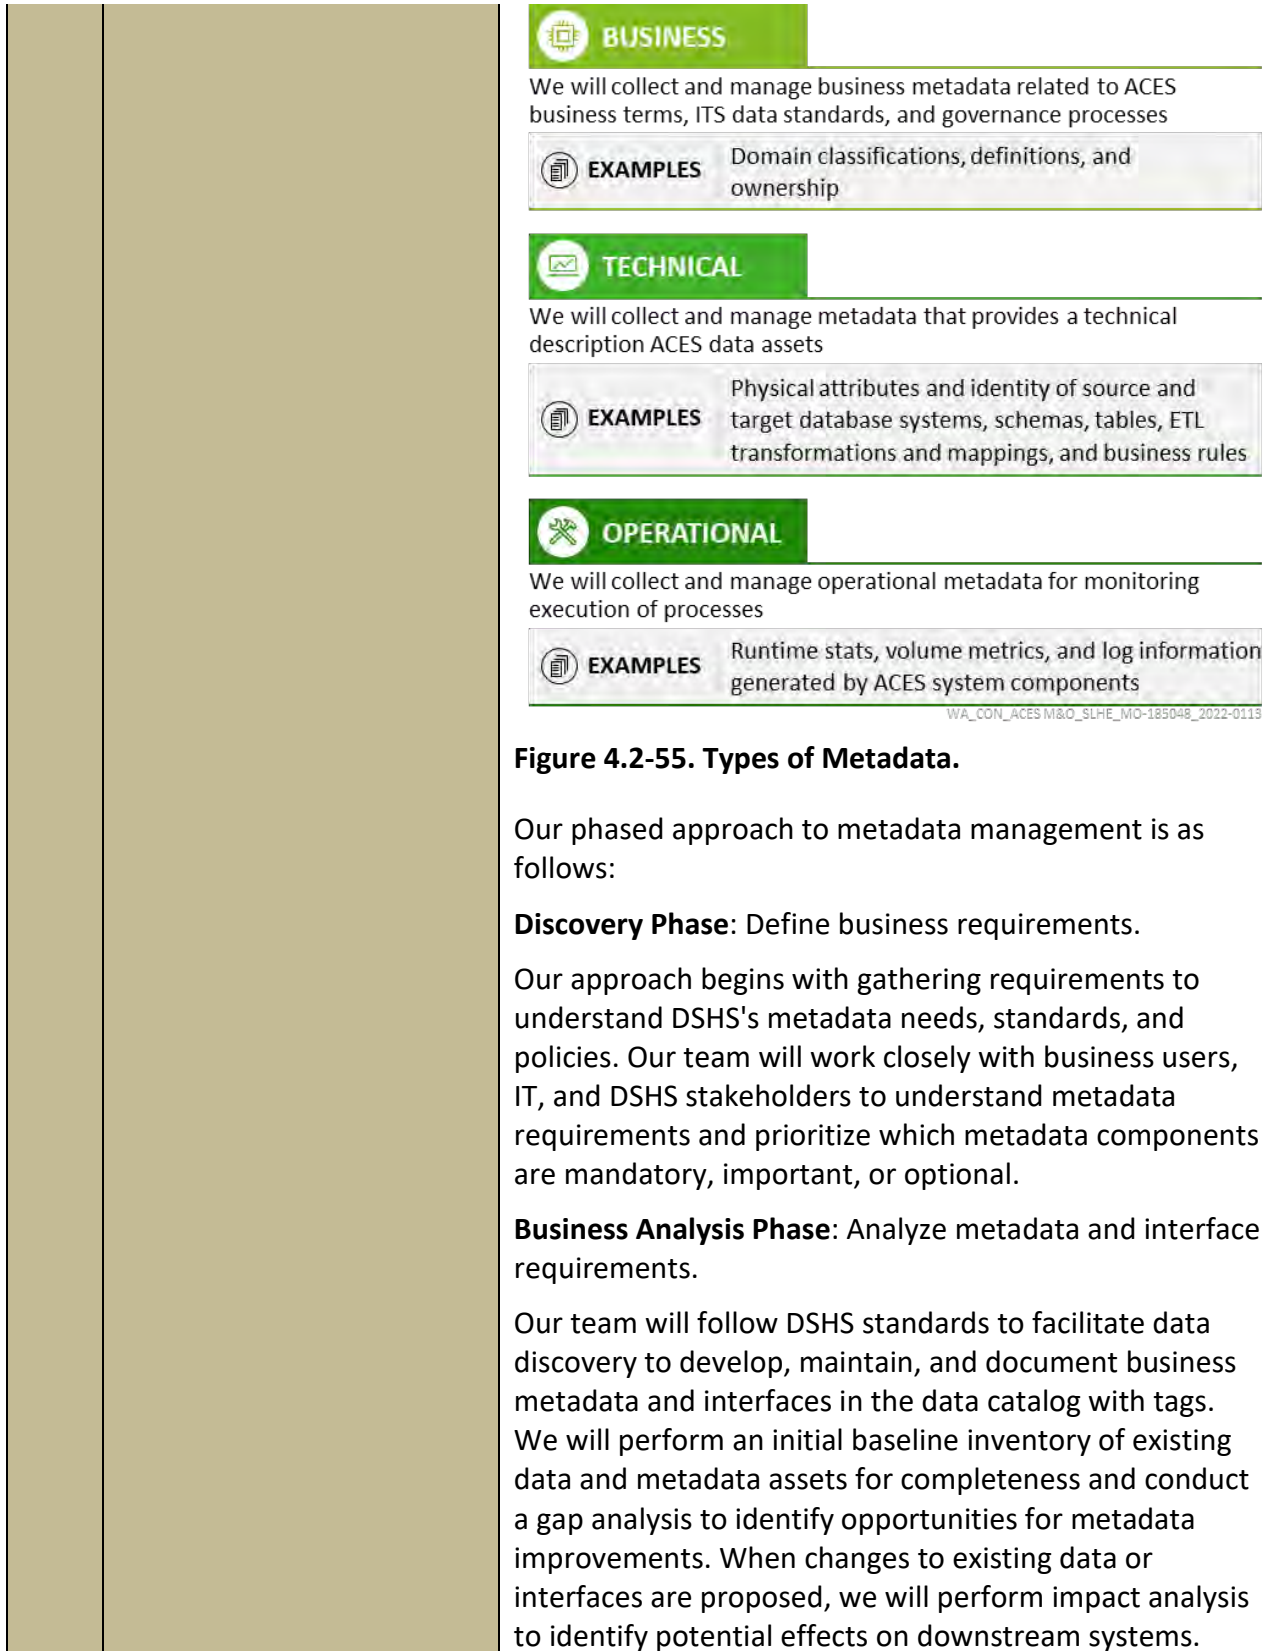 BUSINESS
We will collect and manage business metadata related to ACES
business terms, ITS data standards, and governance processes
EXAMPLES
Domain classifications, definitions, and
ownership
TECHNICAL
We will collect and manage metadata that provides a technical
description ACES data assets
EXAMPLES
Physical attributes and identity of source and
target database systems, schemas, tables, ETL
transformations and mappings, and business rules
OPERATIONAL
We will collect and manage operational metadata for monitoring
execution of processes
EXAMPLES
Runtime stats, volume metrics, and log information
generated by ACES system components
WA_CON_ACES M&O_SLHE_MO-185048_2022-0113
Figure 4.2-55. Types of Metadata.
Our phased approach to metadata management is as
follows:
Discovery Phase: Define business requirements.
Our approach begins with gathering requirements to
understand DSHS's metadata needs, standards, and
policies. Our team will work closely with business users,
IT, and DSHS stakeholders to understand metadata
requirements and prioritize which metadata components
are mandatory, important, or optional.
Business Analysis Phase: Analyze metadata and interface
requirements.
Our team will follow DSHS standards to facilitate data
discovery to develop, maintain, and document business
metadata and interfaces in the data catalog with tags.
We will perform an initial baseline inventory of existing
data and metadata assets for completeness and conduct
a gap analysis to identify opportunities for metadata
improvements. When changes to existing data or
interfaces are proposed, we will perform impact analysis
to identify potential effects on downstream systems.